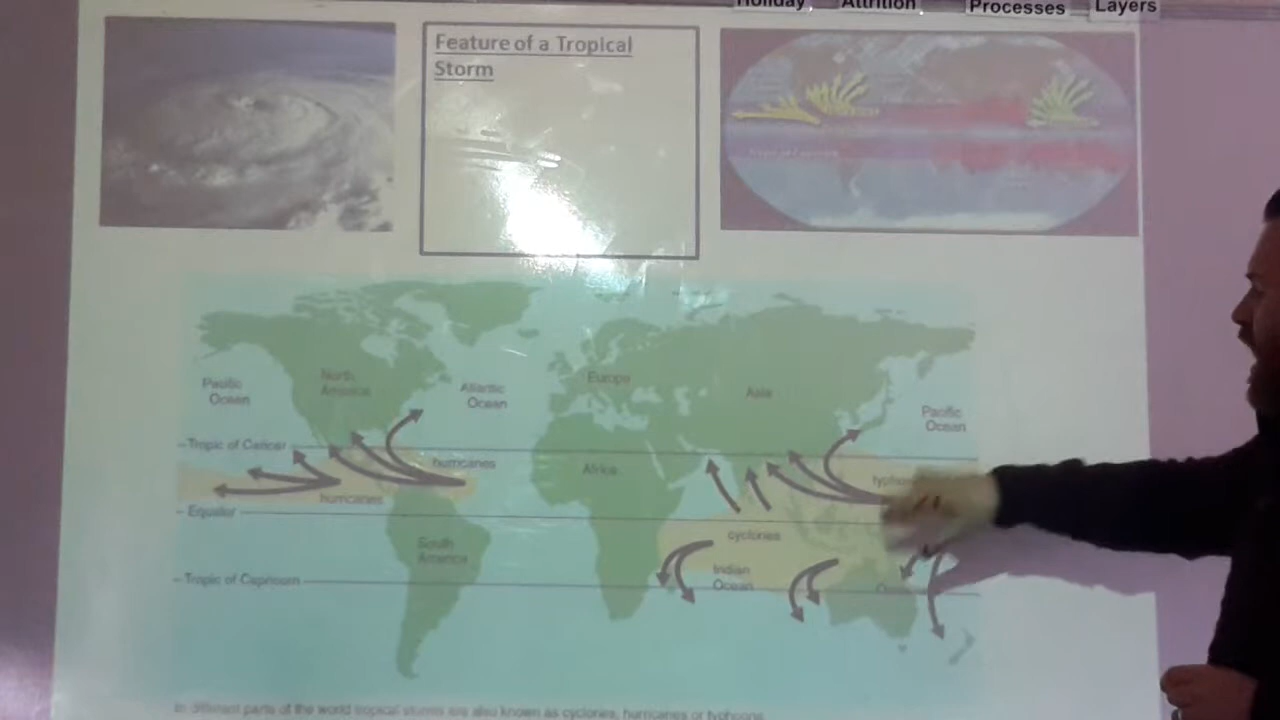 Holiday
Attrition
Processes
Layers
Feature of a Tropical
Storm
Pacific
Ocean
North
America
Atlantic
Ocean
Europe
Asia
Pacific
Ocean
Tropic of Cancer
hurricanes
Africa
hurricanes
Equator
cyclones
South
America
Indian
Ocean
Tropic of Capricorn
In different parts of the world tropical storms are also known as cyclones, hurricanes or typhoons